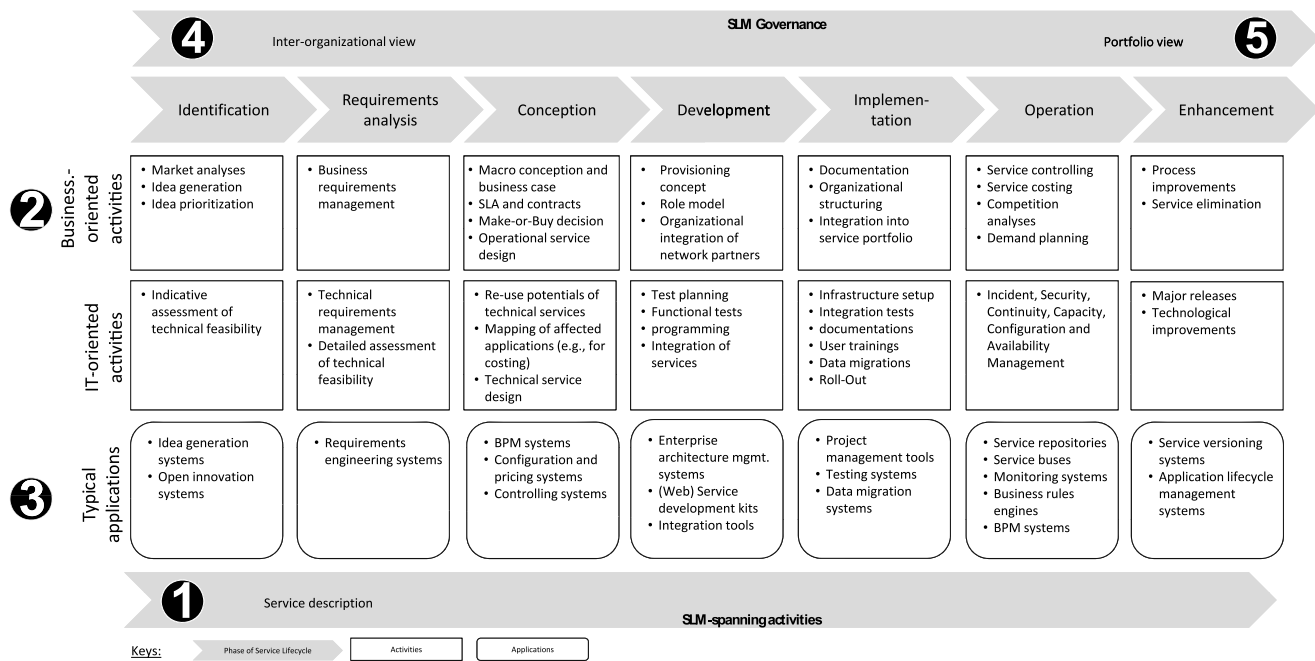 SLM Governance
4
Inter-organizational view
Portfolio view
5
Identification
Requirements
analysis
Conception
Development
Implemen-
tation
Operation
Enhancement
2
Business.-
oriented
activities
• Market analyses
• Idea generation
• Idea prioritization
• Business
requirements
management
• Macro conception and
business case
• SLA and contracts
• Make-or-Buy decision
• Operational service
design
• Provisioning
concept
• Role model
• Organizational
integration of
network partners
• Documentation
• Organizational
structuring
• Integration into
service portfolio
• Service controlling
• Service costing
• Competition
analyses
• Demand planning
• Process
improvements
• Service elimination
IT-oriented
activities
• Indicative
assessment of
technical feasibility
• Technical
requirements
management
• Detailed assessment
of technical
feasibility
• Re-use potentials of
technical services
• Mapping of affected
applications (e.g., for
costing)
• Technical service
design
• Test planning
• Functional tests
• programming
• Integration of
services
• Infrastructure setup
• Integration tests
• documentations
• User trainings
• Data migrations
• Roll-Out
• Incident, Security,
Continuity, Capacity,
Configuration and
Availability
Management
• Major releases
• Technological
improvements
3
Typical
applications
• Idea generation
systems
• Open innovation
systems
• Requirements
engineering systems
• BPM systems
• Configuration and
pricing systems
• Controlling systems
• Enterprise
architecture mgmt.
systems
• (Web) Service
development kits
• Integration tools
• Project
management tools
• Testing systems
• Data migration
systems
• Service repositories
• Service buses
• Monitoring systems
• Business rules
engines
• BPM systems
• Service versioning
systems
• Application lifecycle
management
systems
1
Service description
SLM-spanning activities
Keys:
Phase of Service Lifecycle
Activities
Applications